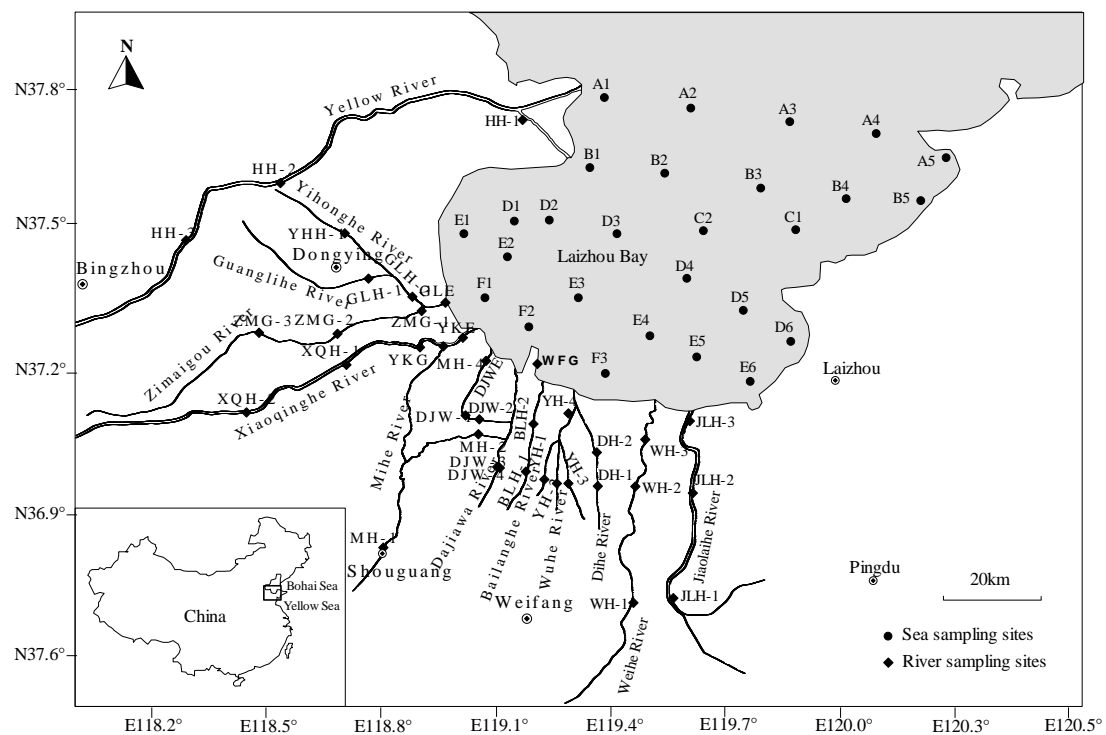 N
N37.8°
N37.5°
N37.2°
N36.9°
N37.6°
E118.2°
E118.5°
E118.8°
E119.1°
E119.4°
E119.7°
E120.0°
E120.3°
E120.5°
Yellow River
HH-1
HH-2
HH-3
Bingzhou
Yihonghe River
YHH-1
Dongying
Guanglihe River
GLH-1
GLE
ZMG-1
ZMG-2
ZMG-3
Zimaigou River
YKE
YKG
XQH-1
XQH-2
Xiaoqinghe River
MH-4
DJWE
DJW-2
MH-1
Mihe River
Shouguang
DJW-4
Dajiawa River
BLH-2
BLH-1
Bailanghe River
WFG
YH-4
YH-1
YH-3
Wuhe River
Weifang
DH-2
DH-1
Dihe River
WH-3
WH-2
WH-1
Weihe River
JLH-3
JLH-2
JLH-1
Jiaolaihe River
A1
A2
A3
A4
A5
B1
B2
B3
B4
B5
C1
C2
D1
D2
D3
D4
D5
D6
E1
E2
E3
E4
E5
E6
F1
F2
F3
Laizhou Bay
Laizhou
Pingdu
20km
Sea sampling sites
River sampling sites
China
Bohai Sea
Yellow Sea